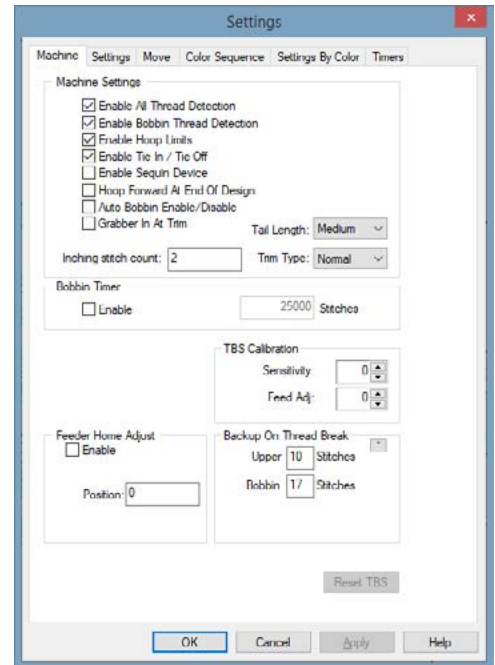 Settings
Machine Settings Move Color Sequence Settings By Color Timers
Machine Settings
Enable All Thread Detection
Enable Bobbin Thread Detection
Enable Hoop Limits
Enable Tie In / Tie Off
Enable Sequin Device
Hoop Forward At End Of Design
Auto Bobbin Enable/Disable
Grabber In At Trim
Tail Length: Medium
Inching stitch count: 2 Trim Type: Normal
Bobbin Timer
Enable 25000 Stitches
TBS Calibration
Sensitivity 0
Feed Adj: 0
Feeder Home Adjust Backup On Thread Break
Enable
Upper 10 Stitches
Position: 0
Bobbin 17 Stitches
Reset TBS
OK Cancel Apply Help